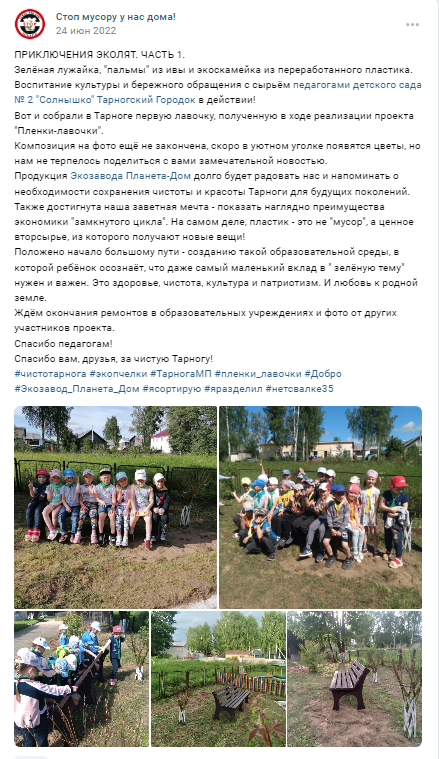 Стоп мусору у нас дома!
24 июн 2022
ПРИКЛЮЧЕНИЯ ЭКОЛЯТ. ЧАСТЬ 1.
Зелёная лужайка, "пальмы" из ивы и экоскамейка из переработанного пластика.
Воспитание культуры и бережного обращения с сырьём педагогами детского сада
№ 2 "Солнышко" Тарногский Городок в действии!
Вот и собрали в Тарноге первую лавочку, полученную в ходе реализации проекта
"Пленки-лавочки".
Композиция на фото ещё не закончена, скоро в уютном уголке появятся цветы, но
нам не терпелось поделиться с вами замечательной новостью.
Продукция Экозавода Планета-Дом долго будет радовать нас и напоминать о
необходимости сохранения чистоты и красоты Тарноги для будущих поколений.
Также достигнута наша заветная мечта - показать наглядно преимущества
экономики "замкнутого цикла". На самом деле, пластик - это не "мусор", а ценное
вторсырье, из которого получают новые вещи!
Положено начало большому пути - созданию такой образовательной среды, в
которой ребёнок осознаёт, что даже самый маленький вклад в " зелёную тему"
нужен и важен. Это здоровье, чистота, культура и патриотизм. И любовь к родной
земле.
Ждём окончания ремонтов в образовательных учреждениях и фото от других
участников проекта.
Спасибо педагогам!
Спасибо вам, друзья, за чистую Тарногу!
#чистотарнога #экопчелки #ТарногаМП #пленки_лавочки #Добро
#Экозавод_Планета_Дом #ясортирую #яразделил #нетсвалке35